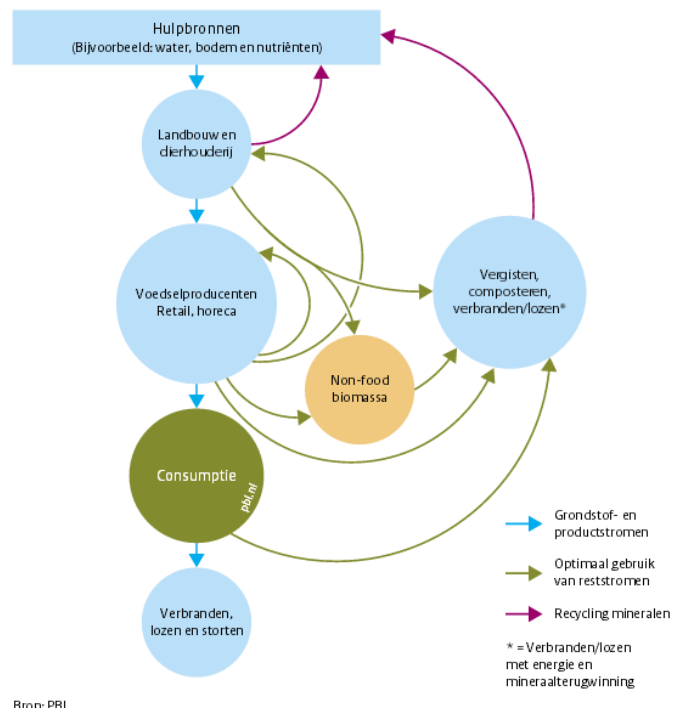 Hulpbronnen
(Bijvoorbeeld: water, bodem en nutriënten)
Landbouw en
dierhouderij
Voedselproducenten
Retail, horeca
Vergisten,
composteren,
verbranden/lozen*
Non-food
biomassa
Consumptie
pbl.nl
Verbranden,
lozen en storten
Grondstof- en
productstromen
Optimaal gebruik
van reststromen
Recycling mineralen
* = Verbranden/lozen
met energie en
mineraalterugwinning
Bron: PBL